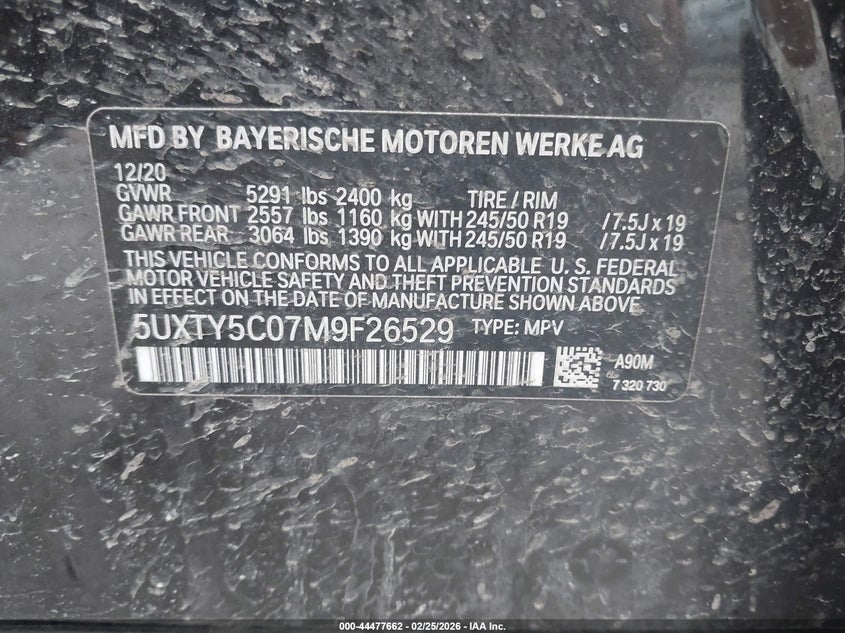 MFD BY BAYERISCHE MOTOREN WERKE AG
12/20
GVWR 5291 lbs 2400 kg TIRE / RIM
GAWR FRONT 2557 lbs 1160 kg WITH 245/50 R19 / 7.5J x 19
GAWR REAR 3064 lbs 1390 kg WITH 245/50 R19 / 7.5J x 19
THIS VEHICLE CONFORMS TO ALL APPLICABLE U. S. FEDERAL
MOTOR VEHICLE SAFETY AND THEFT PREVENTION STANDARDS
IN EFFECT ON THE DATE OF MANUFACTURE SHOWN ABOVE.
5UXTY5C07M9F26529 TYPE: MPV
A90M
7 320 730
000-44477662 - 02/25/2026 - IAA Inc.